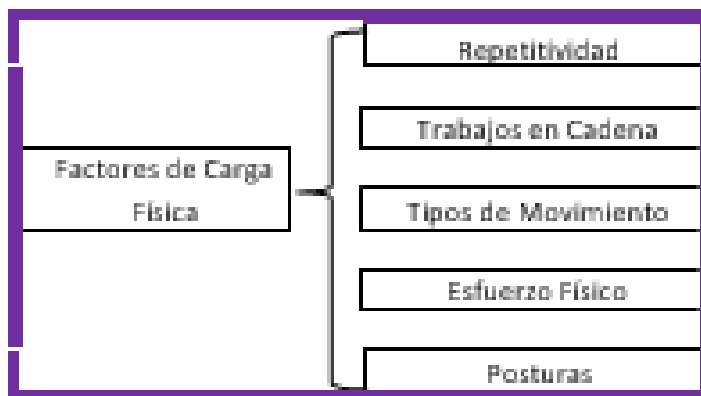 Factores de Carga
Física
Repetitividad
Trabajos en Cadena
Tipos de Movimiento
Esfuerzo Físico
Posturas